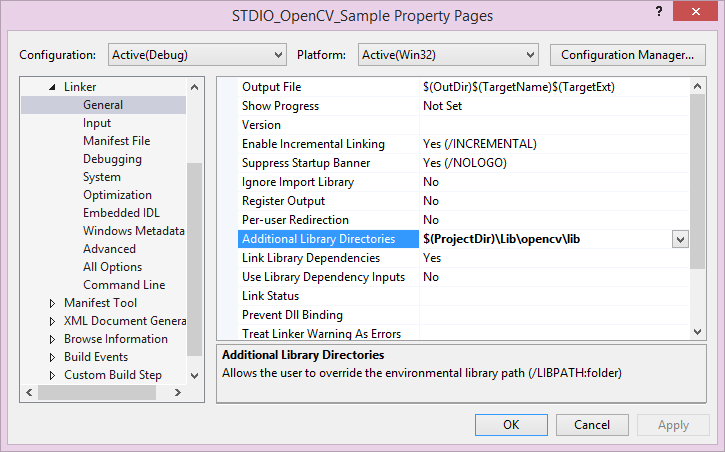 STDIO_OpenCV_Sample Property Pages
? ×
Configuration: Active(Debug) Platform: Active(Win32) Configuration Manager...
Linker
General
Input
Manifest File
Debugging
System
Optimization
Embedded IDL
Windows Metadata
Advanced
All Options
Command Line
Manifest Tool
XML Document Genera
Browse Information
Build Events
Custom Build Step
Output File $(OutDir)$(TargetName)$(TargetExt)
Show Progress Not Set
Version
Enable Incremental Linking Yes (/INCREMENTAL)
Suppress Startup Banner Yes (/NOLOGO)
Ignore Import Library No
Register Output No
Per-user Redirection No
Additional Library Directories $(ProjectDir)\Lib\opencv\lib
Link Library Dependencies Yes
Use Library Dependency Inputs No
Link Status
Prevent Dll Binding
Treat Linker Warning As Errors
Additional Library Directories
Allows the user to override the environmental library path (/LIBPATH:folder)
OK Cancel Apply